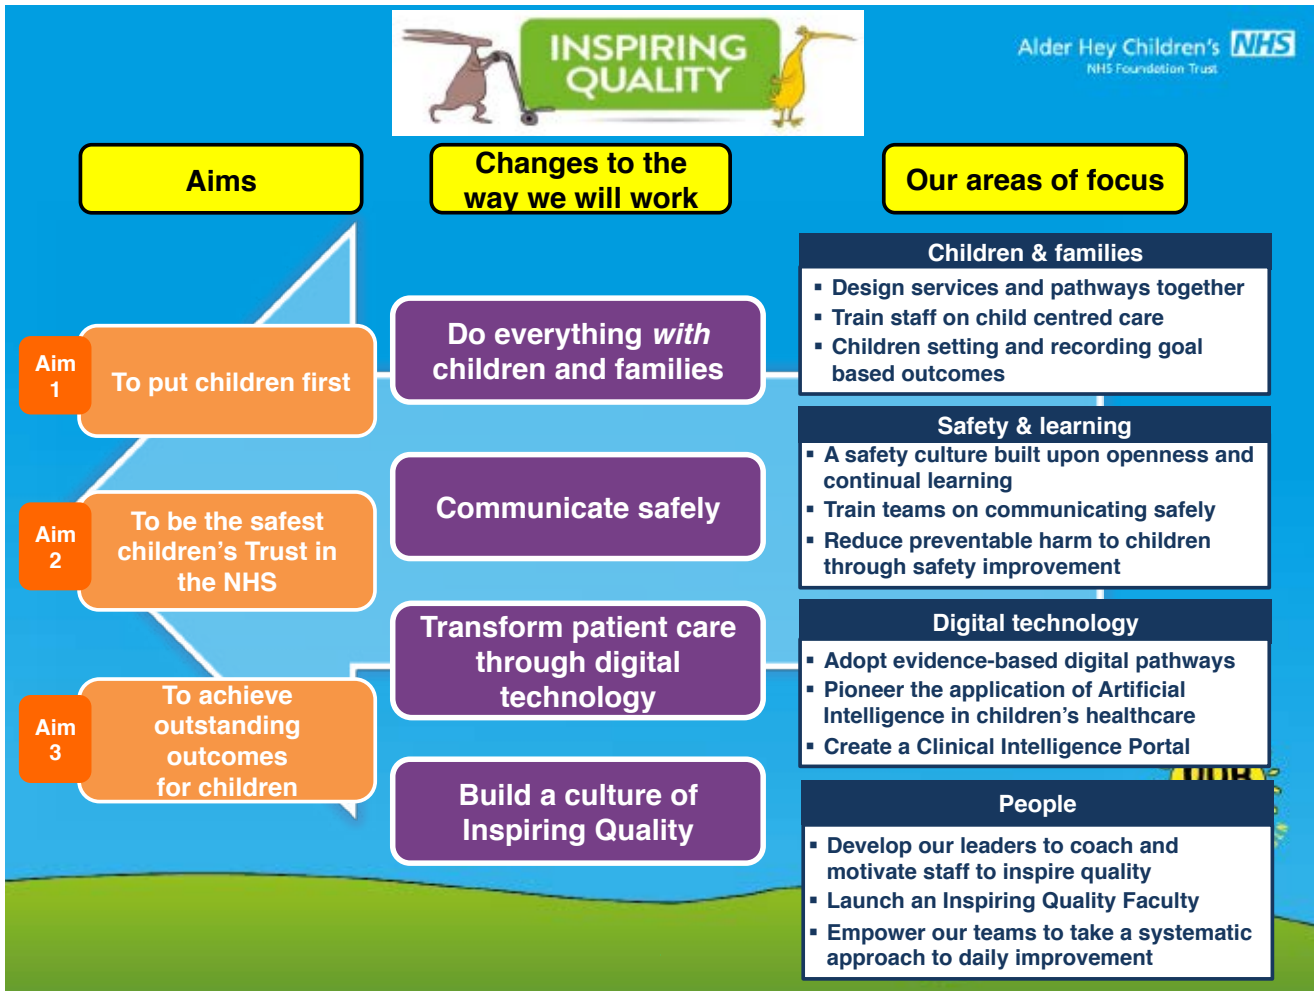 INSPIRING
QUALITY
Alder Hey Children's NHS
NHS Foundation Trust
Aims
Changes to the
way we will work
Our areas of focus
Aim
1
To put children first
Aim
2
To be the safest
children's Trust in
the NHS
Aim
3
To achieve
outstanding
outcomes
for children
Do everything with
children and families
Communicate safely
Transform patient care
through digital
technology
Build a culture of
Inspiring Quality
Children & families
▪ Design services and pathways together
▪ Train staff on child centred care
▪ Children setting and recording goal
based outcomes
Safety & learning
▪ A safety culture built upon openness and
continual learning
▪ Train teams on communicating safely
▪ Reduce preventable harm to children
through safety improvement
Digital technology
▪ Adopt evidence-based digital pathways
▪ Pioneer the application of Artificial
Intelligence in children's healthcare
▪ Create a Clinical Intelligence Portal
People
▪ Develop our leaders to coach and
motivate staff to inspire quality
▪ Launch an Inspiring Quality Faculty
▪ Empower our teams to take a systematic
approach to daily improvement